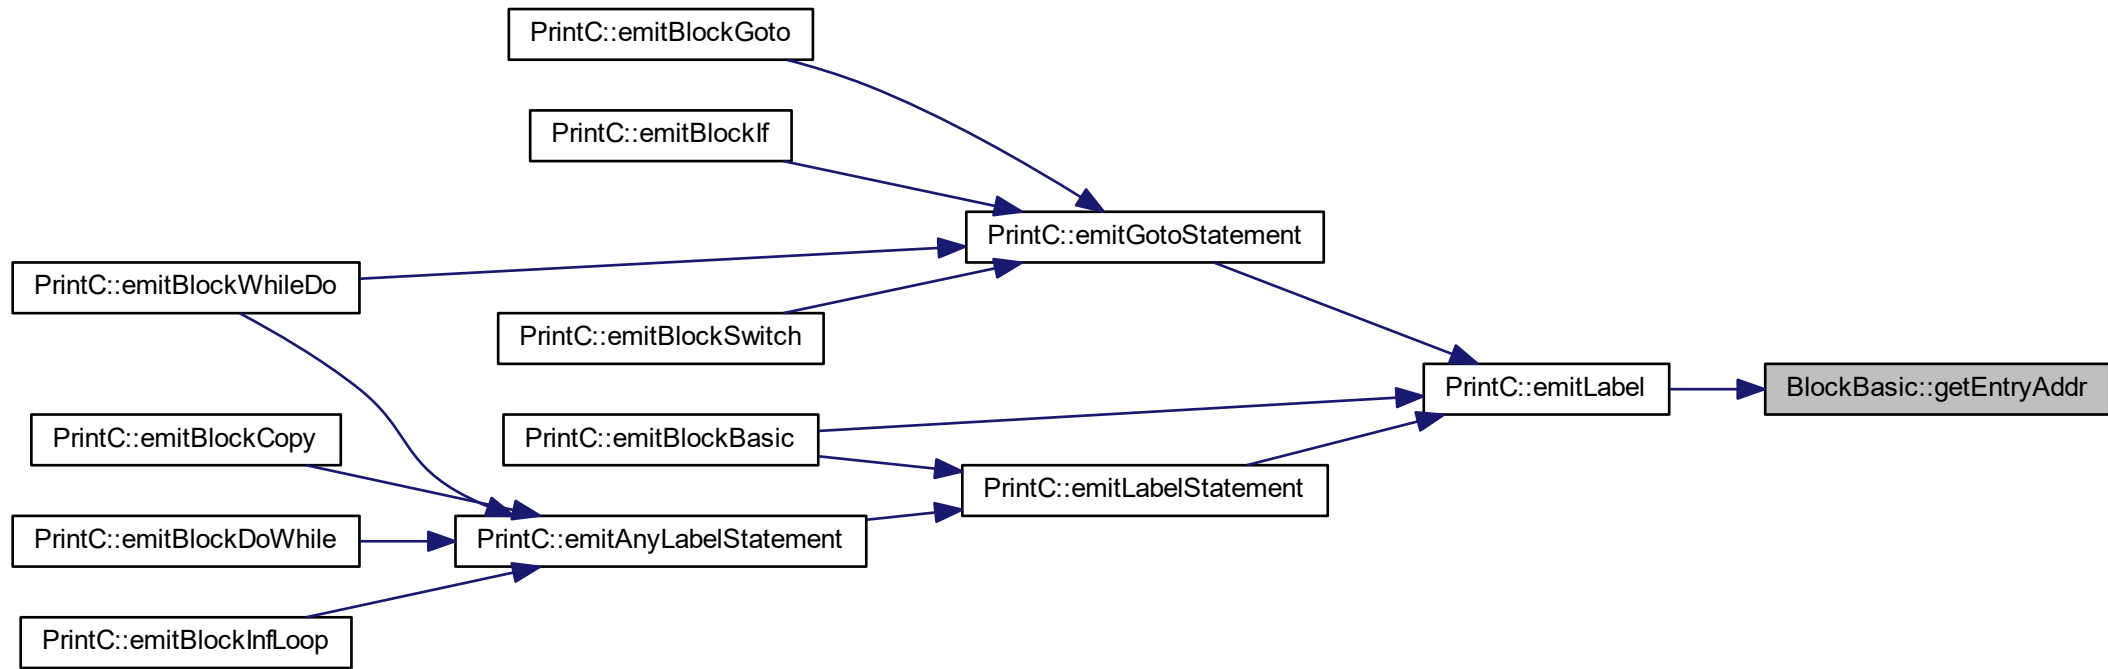 PrintC::emitBlockGoto
PrintC::emitBlockIf
PrintC::emitGotoStatement
PrintC::emitBlockWhileDo
PrintC::emitBlockSwitch
PrintC::emitLabel
BlockBasic::getEntryAddr
PrintC::emitBlockCopy
PrintC::emitBlockBasic
PrintC::emitLabelStatement
PrintC::emitBlockDoWhile
PrintC::emitAnyLabelStatement
PrintC::emitBlockInfLoop